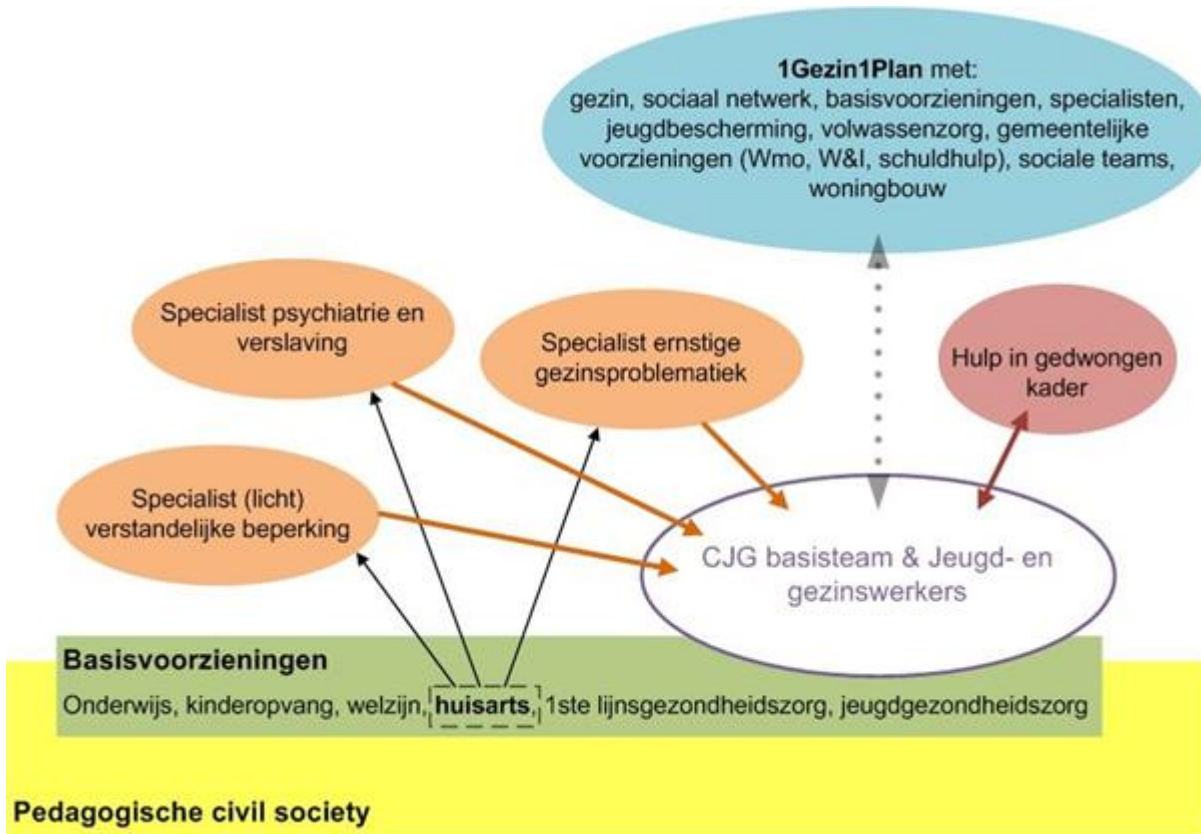 1Gezin1Plan met:
gezin, sociaal netwerk, basisvoorzieningen, specialisten,
jeugdbescherming, volwassenzorg, gemeentelijke
voorzieningen (Wmo, W&I, schuldhulp), sociale teams,
woningbouw
Specialist psychiatrie en
verslaving
Specialist ernstige
gezinsproblematiek
Hulp in gedwongen
kader
Specialist (licht)
verstandelijke beperking
CJG basisteam & Jeugd- en
gezinswerkers
Basisvoorzieningen
Onderwijs, kinderopvang, welzijn, huisarts, 1ste lijnsgezondheidszorg, jeugdgezondheidszorg
Pedagogische civil society